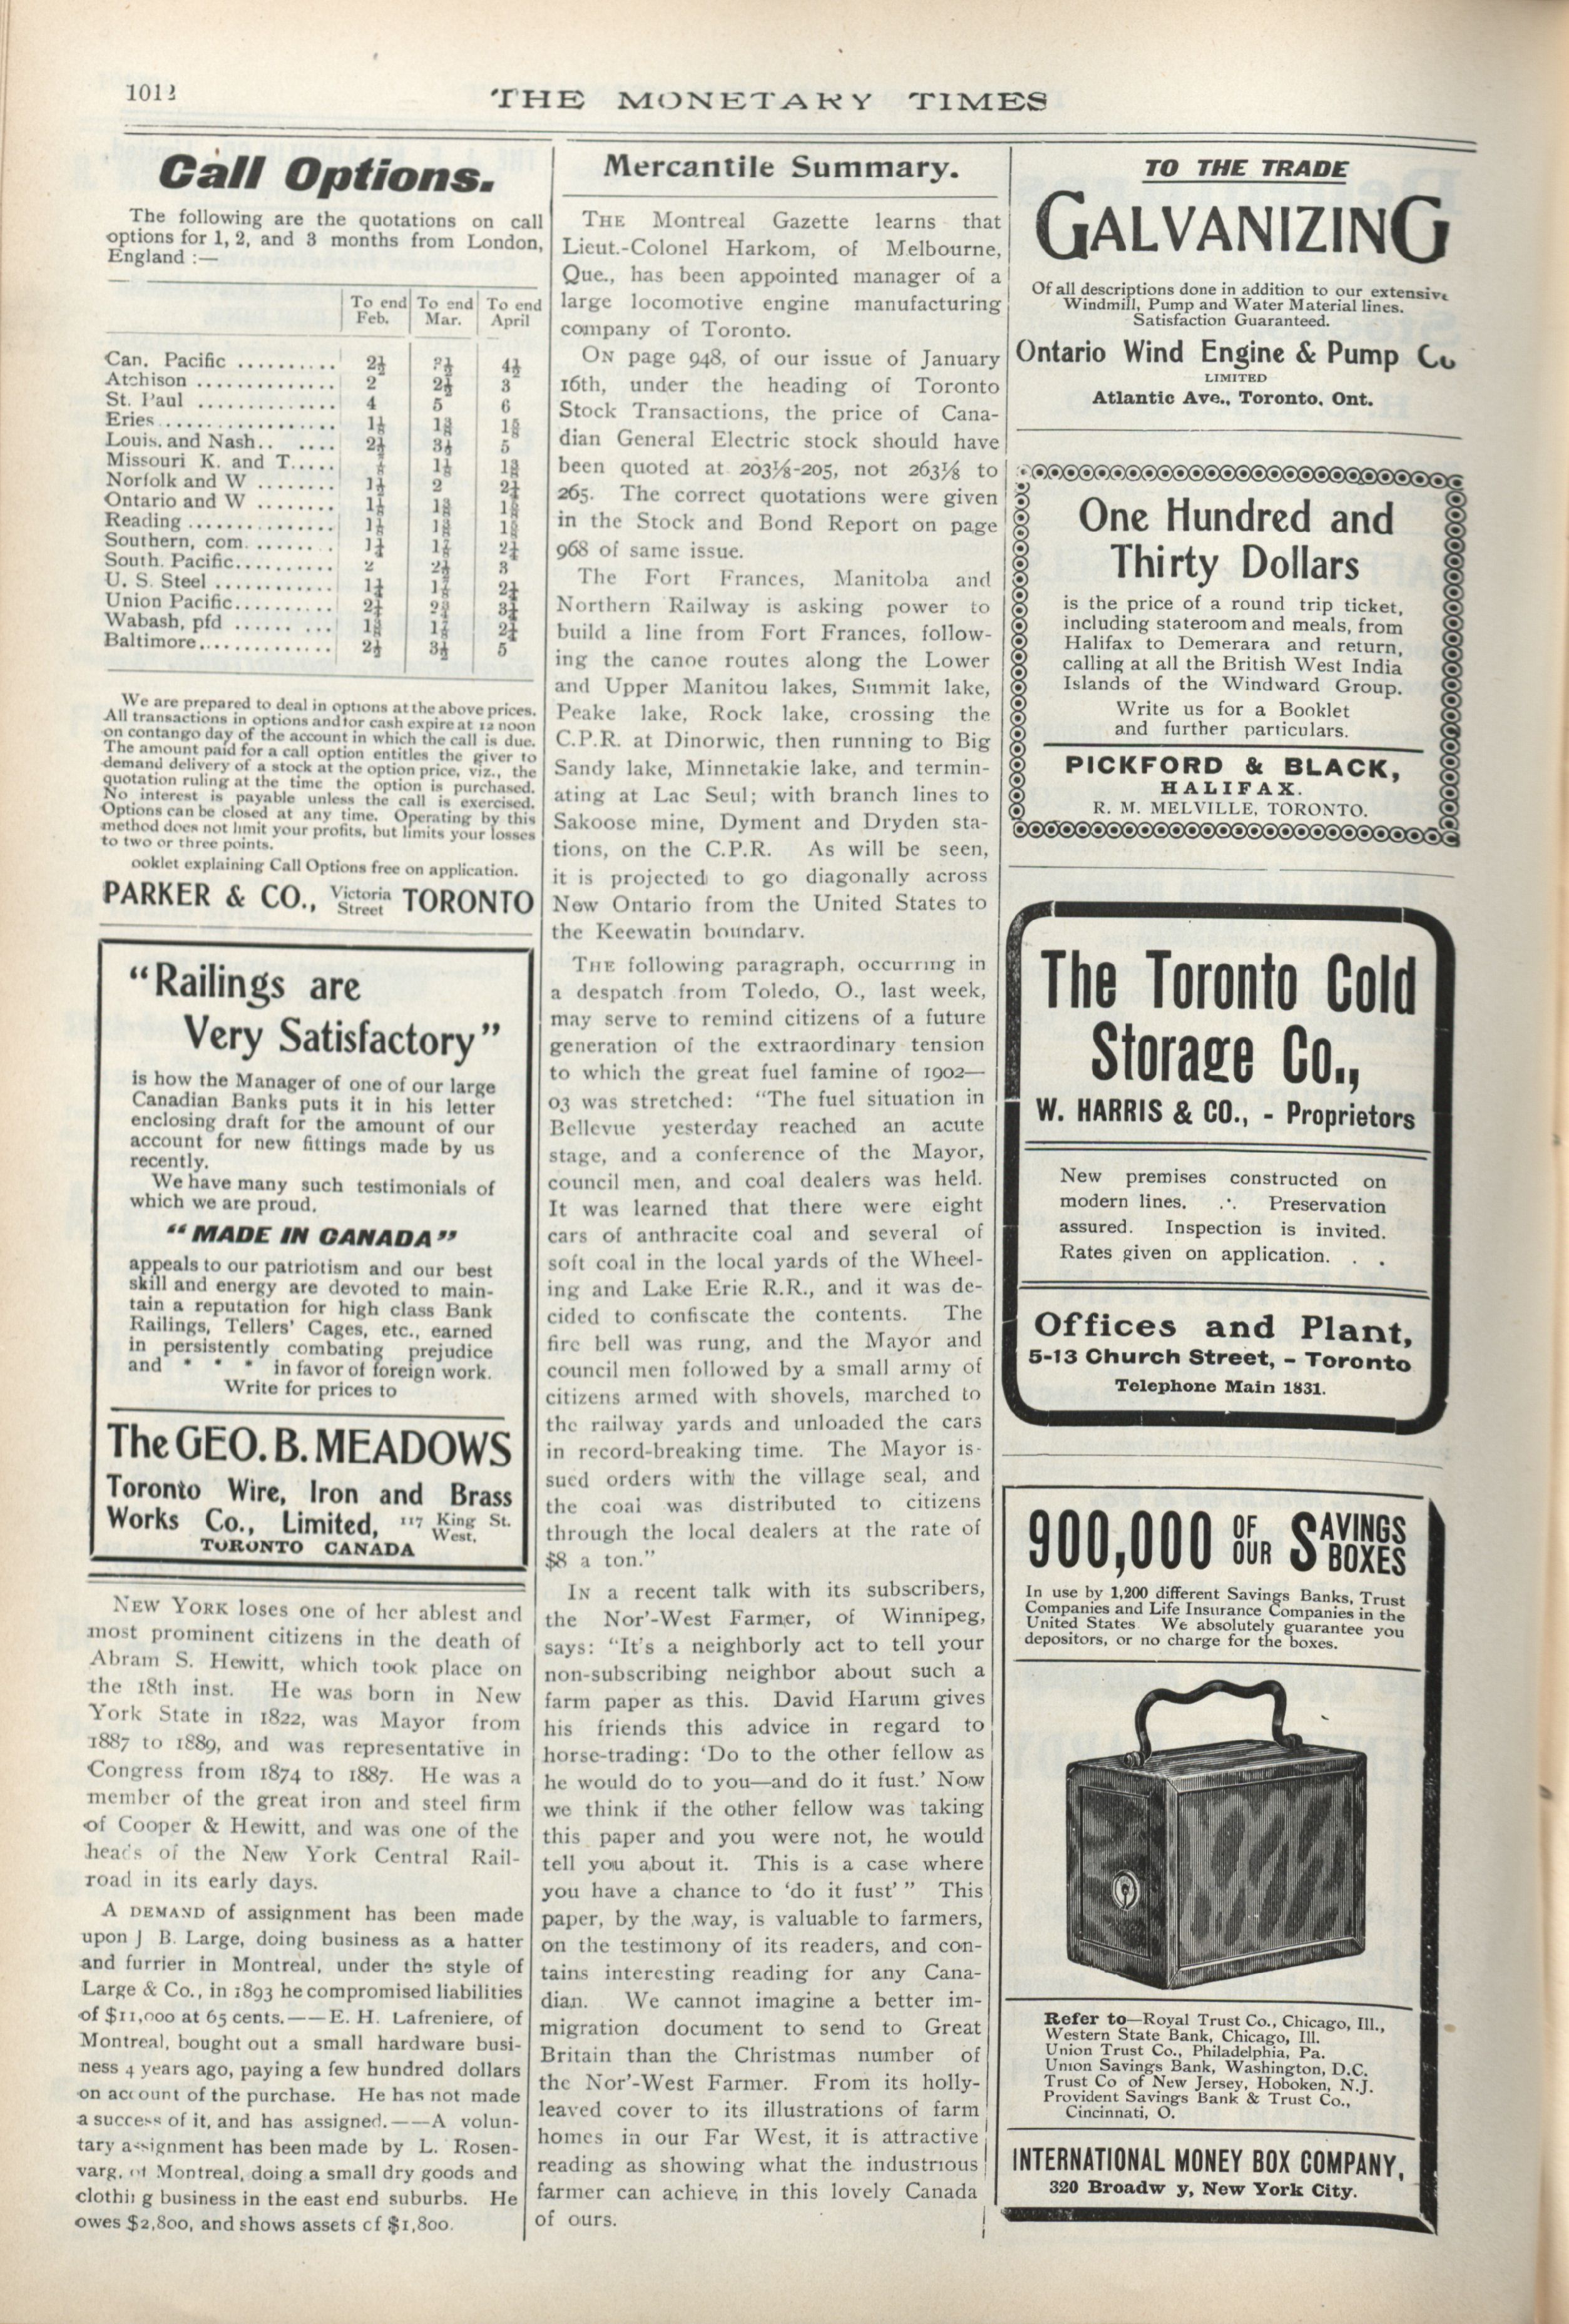 1012
THE MONETARY TIMES
Call Options.
The following are the quotations on call
options for 1, 2, and 3 months from London,
England :—
To end Feb. To end Mar. To end April
Can. Pacific .......... 2½ 3½ 4½
Atchison .............. 2 2½ 3
St. Paul .............. 4 5 6
Eries.................. 
Louis. and Nash.. .... 2½ 3½ 5
Missouri K. and T.....
Norfolk and W ........ 1½ 2 2¼
Ontario and W ........
Reading ..............
Southern, com. ........ 1¼ 1⅞ 2¼
South. Pacific.......... 2 2½ 3
U. S. Steel ............ 1¼ 1⅞ 2¼
Union Pacific.......... 2¼ 2¾ 3¼
Wabash, pfd ...... ... 1⅜ 1⅞ 2¼
Baltimore.............. 2½ 3½ 5
We are prepared to deal in options at the above prices.
All transactions in options and for cash expire at 12 noon
on contango day of the account in which the call is due.
The amount paid for a call option entitles the giver to
demand delivery of a stock at the option price, viz., the
quotation ruling at the time the option is purchased.
No interest is payable unless the call is exercised.
Options can be closed at any time. Operating by this
method does not limit your profits, but limits your losses
to two or three points.
ooklet explaining Call Options free on application.
PARKER & CO., Victoria Street TORONTO
"Railings are
Very Satisfactory"
is how the Manager of one of our large
Canadian Banks puts it in his letter
enclosing draft for the amount of our
account for new fittings made by us
recently.
We have many such testimonials of
which we are proud.
"MADE IN CANADA"
appeals to our patriotism and our best
skill and energy are devoted to main-
tain a reputation for high class Bank
Railings, Tellers' Cages, etc., earned
in persistently combating prejudice
and * * * in favor of foreign work.
Write for prices to
The GEO. B. MEADOWS
Toronto Wire, Iron and Brass
Works Co., Limited, 117 King St. West,
TORONTO CANADA
NEW YORK loses one of her ablest and
most prominent citizens in the death of
Abram S. Hewitt, which took place on
the 18th inst. He was born in New
York State in 1822, was Mayor from
1887 to 1889, and was representative in
Congress from 1874 to 1887. He was a
member of the great iron and steel firm
of Cooper & Hewitt, and was one of the
heads of the New York Central Rail-
road in its early days.
A DEMAND of assignment has been made
upon J B. Large, doing business as a hatter
and furrier in Montreal, under the style of
Large & Co., in 1893 he compromised liabilities
of $11,000 at 65 cents.——E. H. Lafreniere, of
Montreal, bought out a small hardware busi-
ness 4 years ago, paying a few hundred dollars
on account of the purchase. He has not made
a success of it, and has assigned.——A volun-
tary assignment has been made by L. Rosen-
varg, of Montreal, doing a small dry goods and
clothing business in the east end suburbs. He
owes $2,800, and shows assets of $1,800.
Mercantile Summary.
THE Montreal Gazette learns that
Lieut.-Colonel Harkom, of Melbourne,
Que., has been appointed manager of a
large locomotive engine manufacturing
company of Toronto.
ON page 948, of our issue of January
16th, under the heading of Toronto
Stock Transactions, the price of Cana-
dian General Electric stock should have
been quoted at 203⅛-205, not 263⅛ to
265. The correct quotations were given
in the Stock and Bond Report on page
968 of same issue.
The Fort Frances, Manitoba and
Northern Railway is asking power to
build a line from Fort Frances, follow-
ing the canoe routes along the Lower
and Upper Manitou lakes, Summit lake,
Peake lake, Rock lake, crossing the
C.P.R. at Dinorwic, then running to Big
Sandy lake, Minnetakie lake, and termin-
ating at Lac Seul; with branch lines to
Sakoose mine, Dyment and Dryden sta-
tions, on the C.P.R. As will be seen,
it is projected to go diagonally across
New Ontario from the United States to
the Keewatin boundary.
THE following paragraph, occurring in
a despatch from Toledo, O., last week,
may serve to remind citizens of a future
generation of the extraordinary tension
to which the great fuel famine of 1902—
03 was stretched: "The fuel situation in
Bellevue yesterday reached an acute
stage, and a conference of the Mayor,
council men, and coal dealers was held.
It was learned that there were eight
cars of anthracite coal and several of
soft coal in the local yards of the Wheel-
ing and Lake Erie R.R., and it was de-
cided to confiscate the contents. The
fire bell was rung, and the Mayor and
council men followed by a small army of
citizens armed with shovels, marched to
the railway yards and unloaded the cars
in record-breaking time. The Mayor is-
sued orders with the village seal, and
the coal was distributed to citizens
through the local dealers at the rate of
$8 a ton."
IN a recent talk with its subscribers,
the Nor'-West Farmer, of Winnipeg,
says: "It's a neighborly act to tell your
non-subscribing neighbor about such a
farm paper as this. David Harum gives
his friends this advice in regard to
horse-trading: 'Do to the other fellow as
he would do to you—and do it fust.' Now
we think if the other fellow was taking
this paper and you were not, he would
tell you about it. This is a case where
you have a chance to 'do it fust'" This
paper, by the way, is valuable to farmers,
on the testimony of its readers, and con-
tains interesting reading for any Cana-
dian. We cannot imagine a better im-
migration document to send to Great
Britain than the Christmas number of
the Nor'-West Farmer. From its holly-
leaved cover to its illustrations of farm
homes in our Far West, it is attractive
reading as showing what the industrious
farmer can achieve in this lovely Canada
of ours.
TO THE TRADE
GALVANIZING
Of all descriptions done in addition to our extensive
Windmill, Pump and Water Material lines.
Satisfaction Guaranteed.
Ontario Wind Engine & Pump Co
LIMITED
Atlantic Ave., Toronto, Ont.
One Hundred and
Thirty Dollars
is the price of a round trip ticket,
including stateroom and meals, from
Halifax to Demerara and return,
calling at all the British West India
Islands of the Windward Group.
Write us for a Booklet
and further particulars.
PICKFORD & BLACK,
HALIFAX.
R. M. MELVILLE, TORONTO.
The Toronto Cold
Storage Co.,
W. HARRIS & CO., - Proprietors
New premises constructed on
modern lines. ∴ Preservation
assured. Inspection is invited.
Rates given on application. . .
Offices and Plant,
5-13 Church Street, - Toronto
Telephone Main 1831.
900,000 OF OUR SAVINGS BOXES
In use by 1,200 different Savings Banks, Trust
Companies and Life Insurance Companies in the
United States We absolutely guarantee you
depositors, or no charge for the boxes.
Refer to—Royal Trust Co., Chicago, Ill.,
Western State Bank, Chicago, Ill.
Union Trust Co., Philadelphia, Pa.
Union Savings Bank, Washington, D.C.
Trust Co of New Jersey, Hoboken, N.J.
Provident Savings Bank & Trust Co.,
Cincinnati, O.
INTERNATIONAL MONEY BOX COMPANY,
320 Broadw y, New York City.